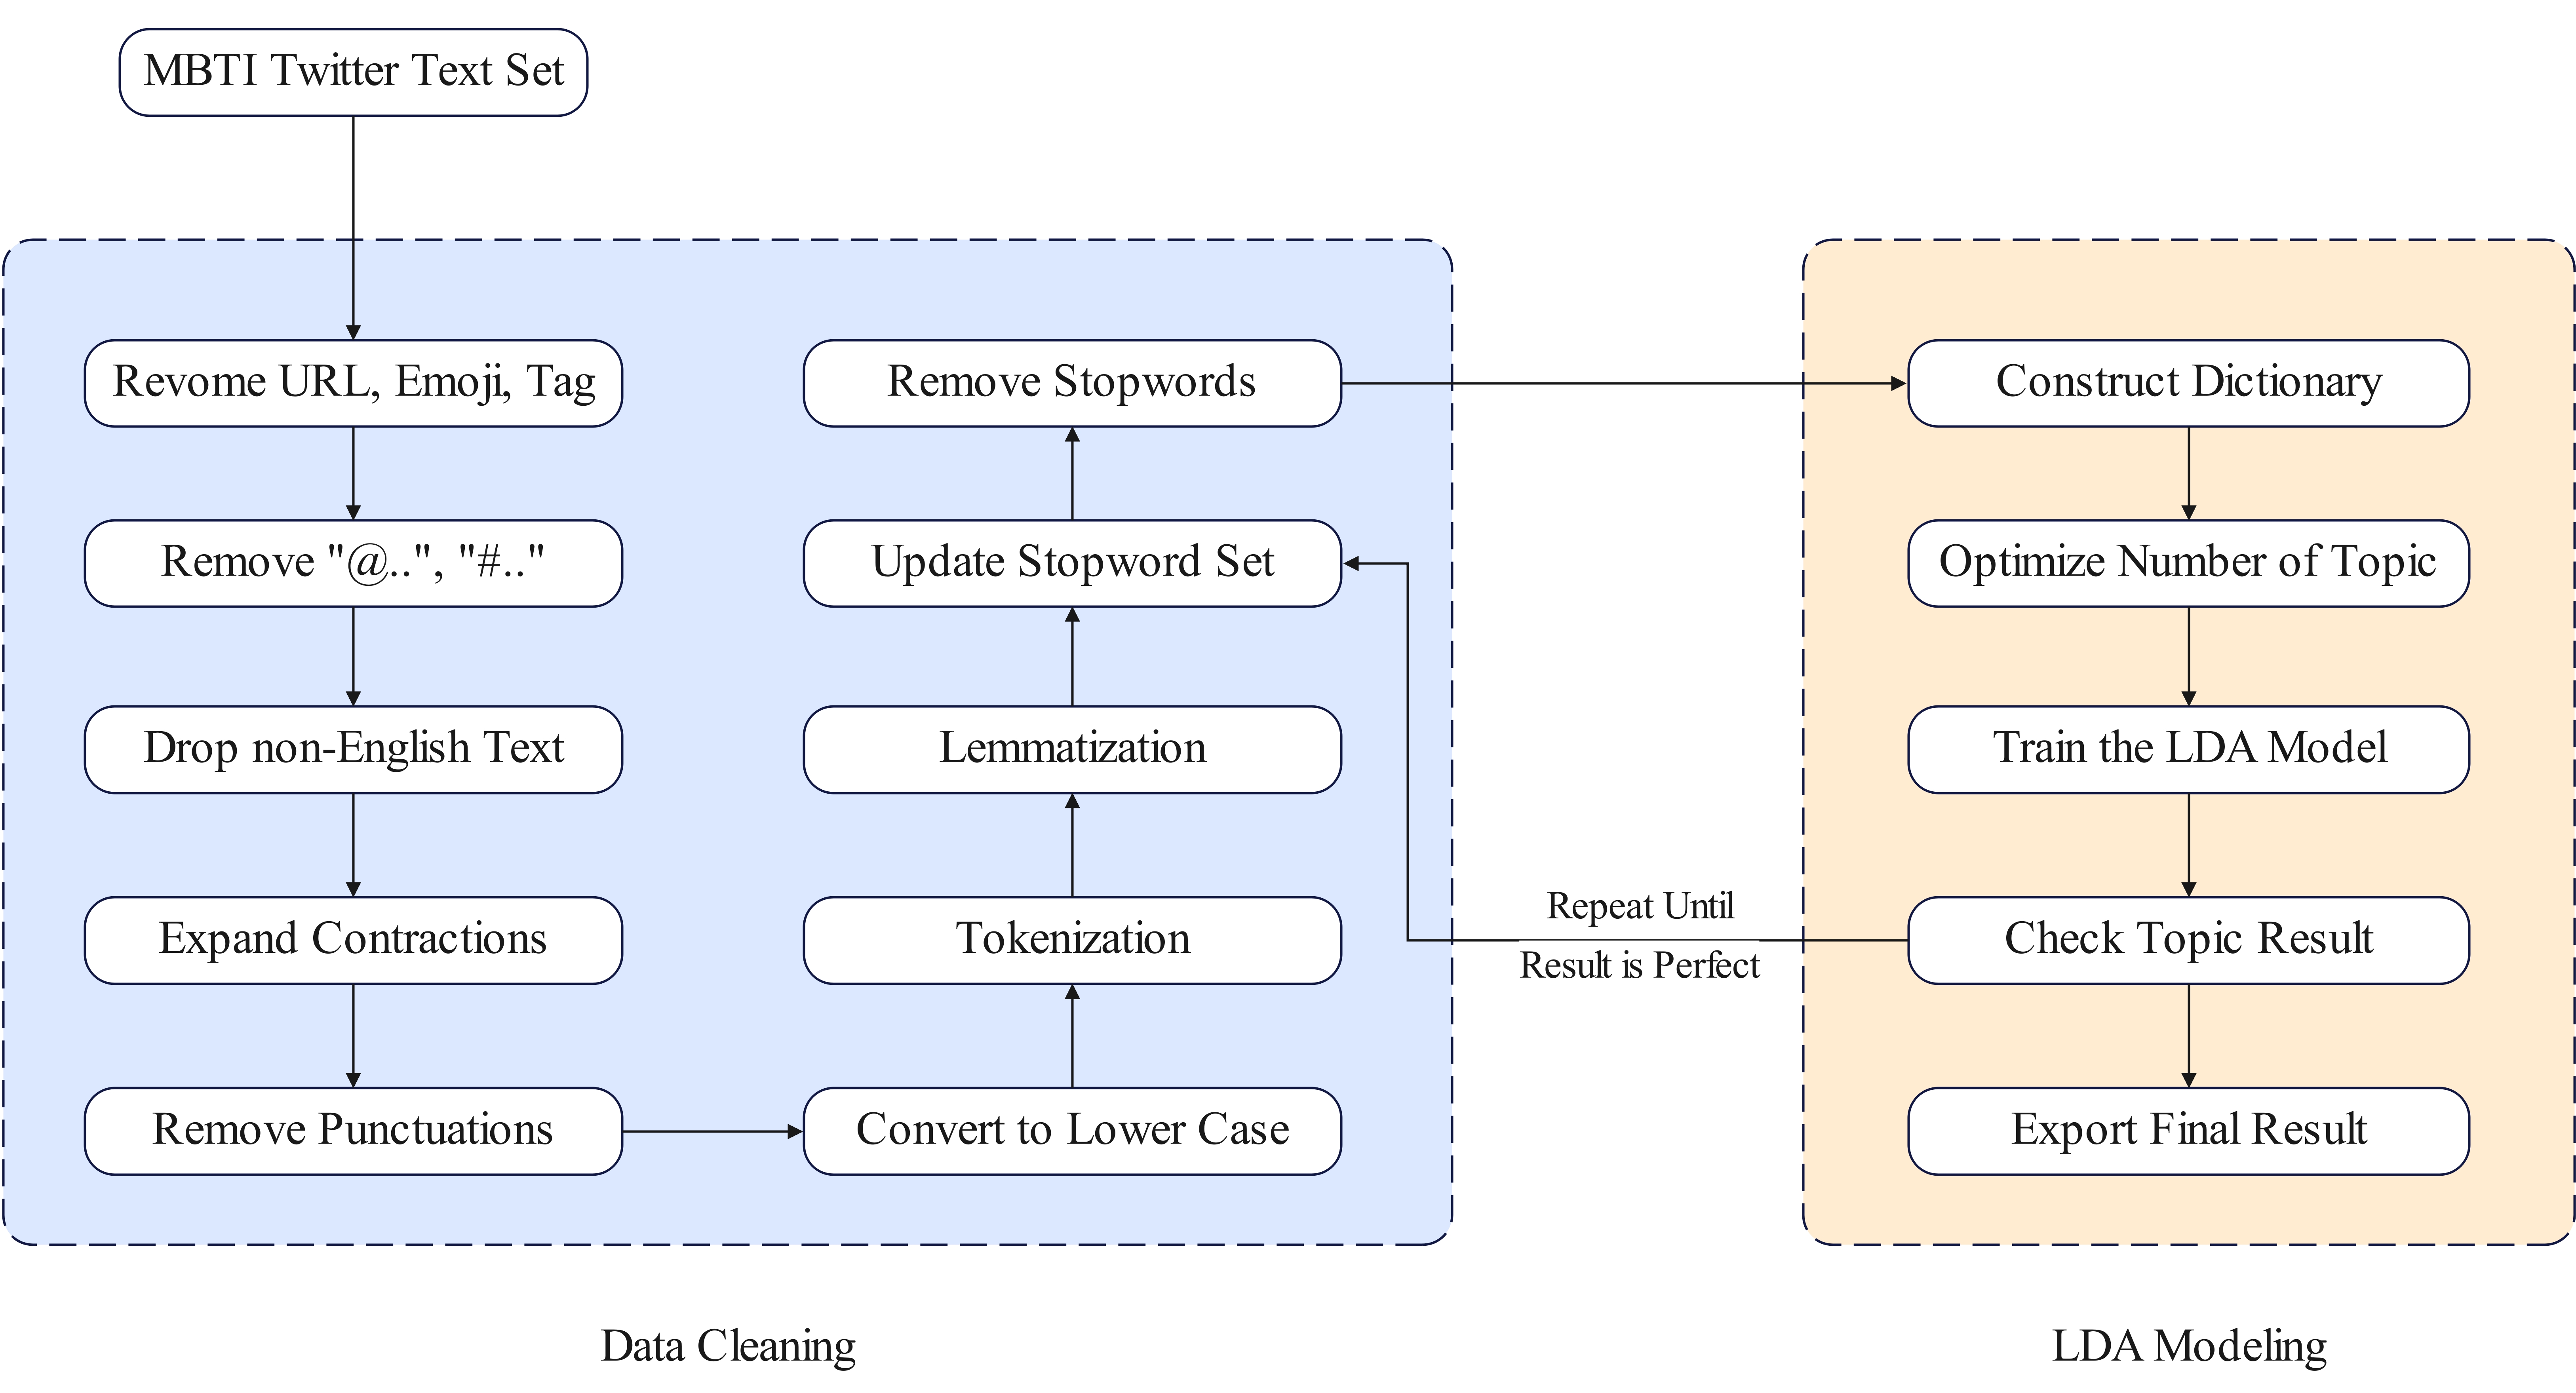 MBTI Twitter Text Set
Revome URL, Emoji, Tag
Remove "@..", "#.."
Drop non-English Text
Expand Contractions
Remove Punctuations
Convert to Lower Case
Tokenization
Lemmatization
Update Stopword Set
Remove Stopwords
Construct Dictionary
Optimize Number of Topic
Train the LDA Model
Check Topic Result
Repeat Until
Result is Perfect
Export Final Result
Data Cleaning
LDA Modeling